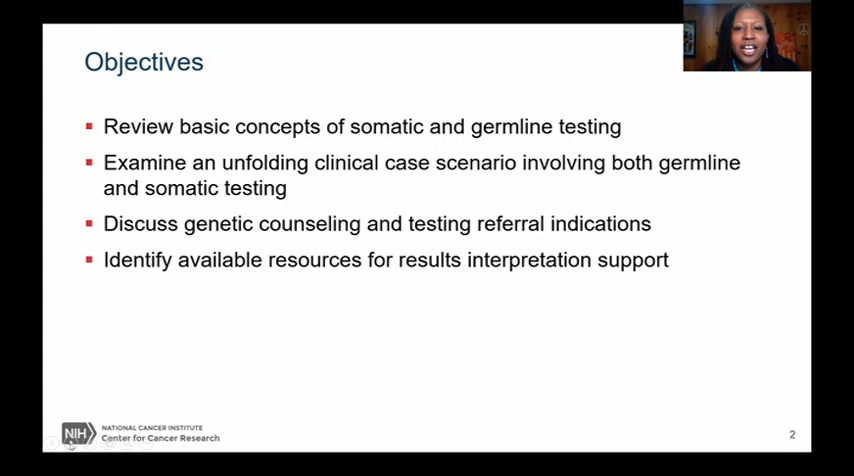 Objectives
▪ Review basic concepts of somatic and germline testing
▪ Examine an unfolding clinical case scenario involving both germline
and somatic testing
▪ Discuss genetic counseling and testing referral indications
▪ Identify available resources for results interpretation support
NIH
NATIONAL CANCER INSTITUTE
Center for Cancer Research
2